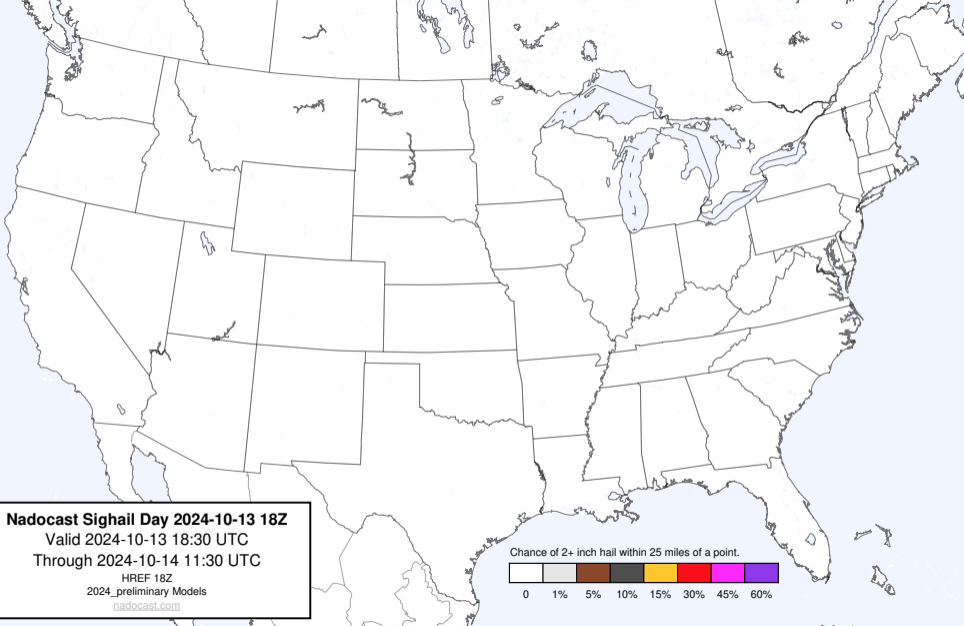 Nadocast Sighail Day 2024-10-13 18Z
Valid 2024-10-13 18:30 UTC
Through 2024-10-14 11:30 UTC
HREF 18Z
2024_preliminary Models
nadocast.com
Chance of 2+ inch hail within 25 miles of a point.
0 1% 5% 10% 15% 30% 45% 60%